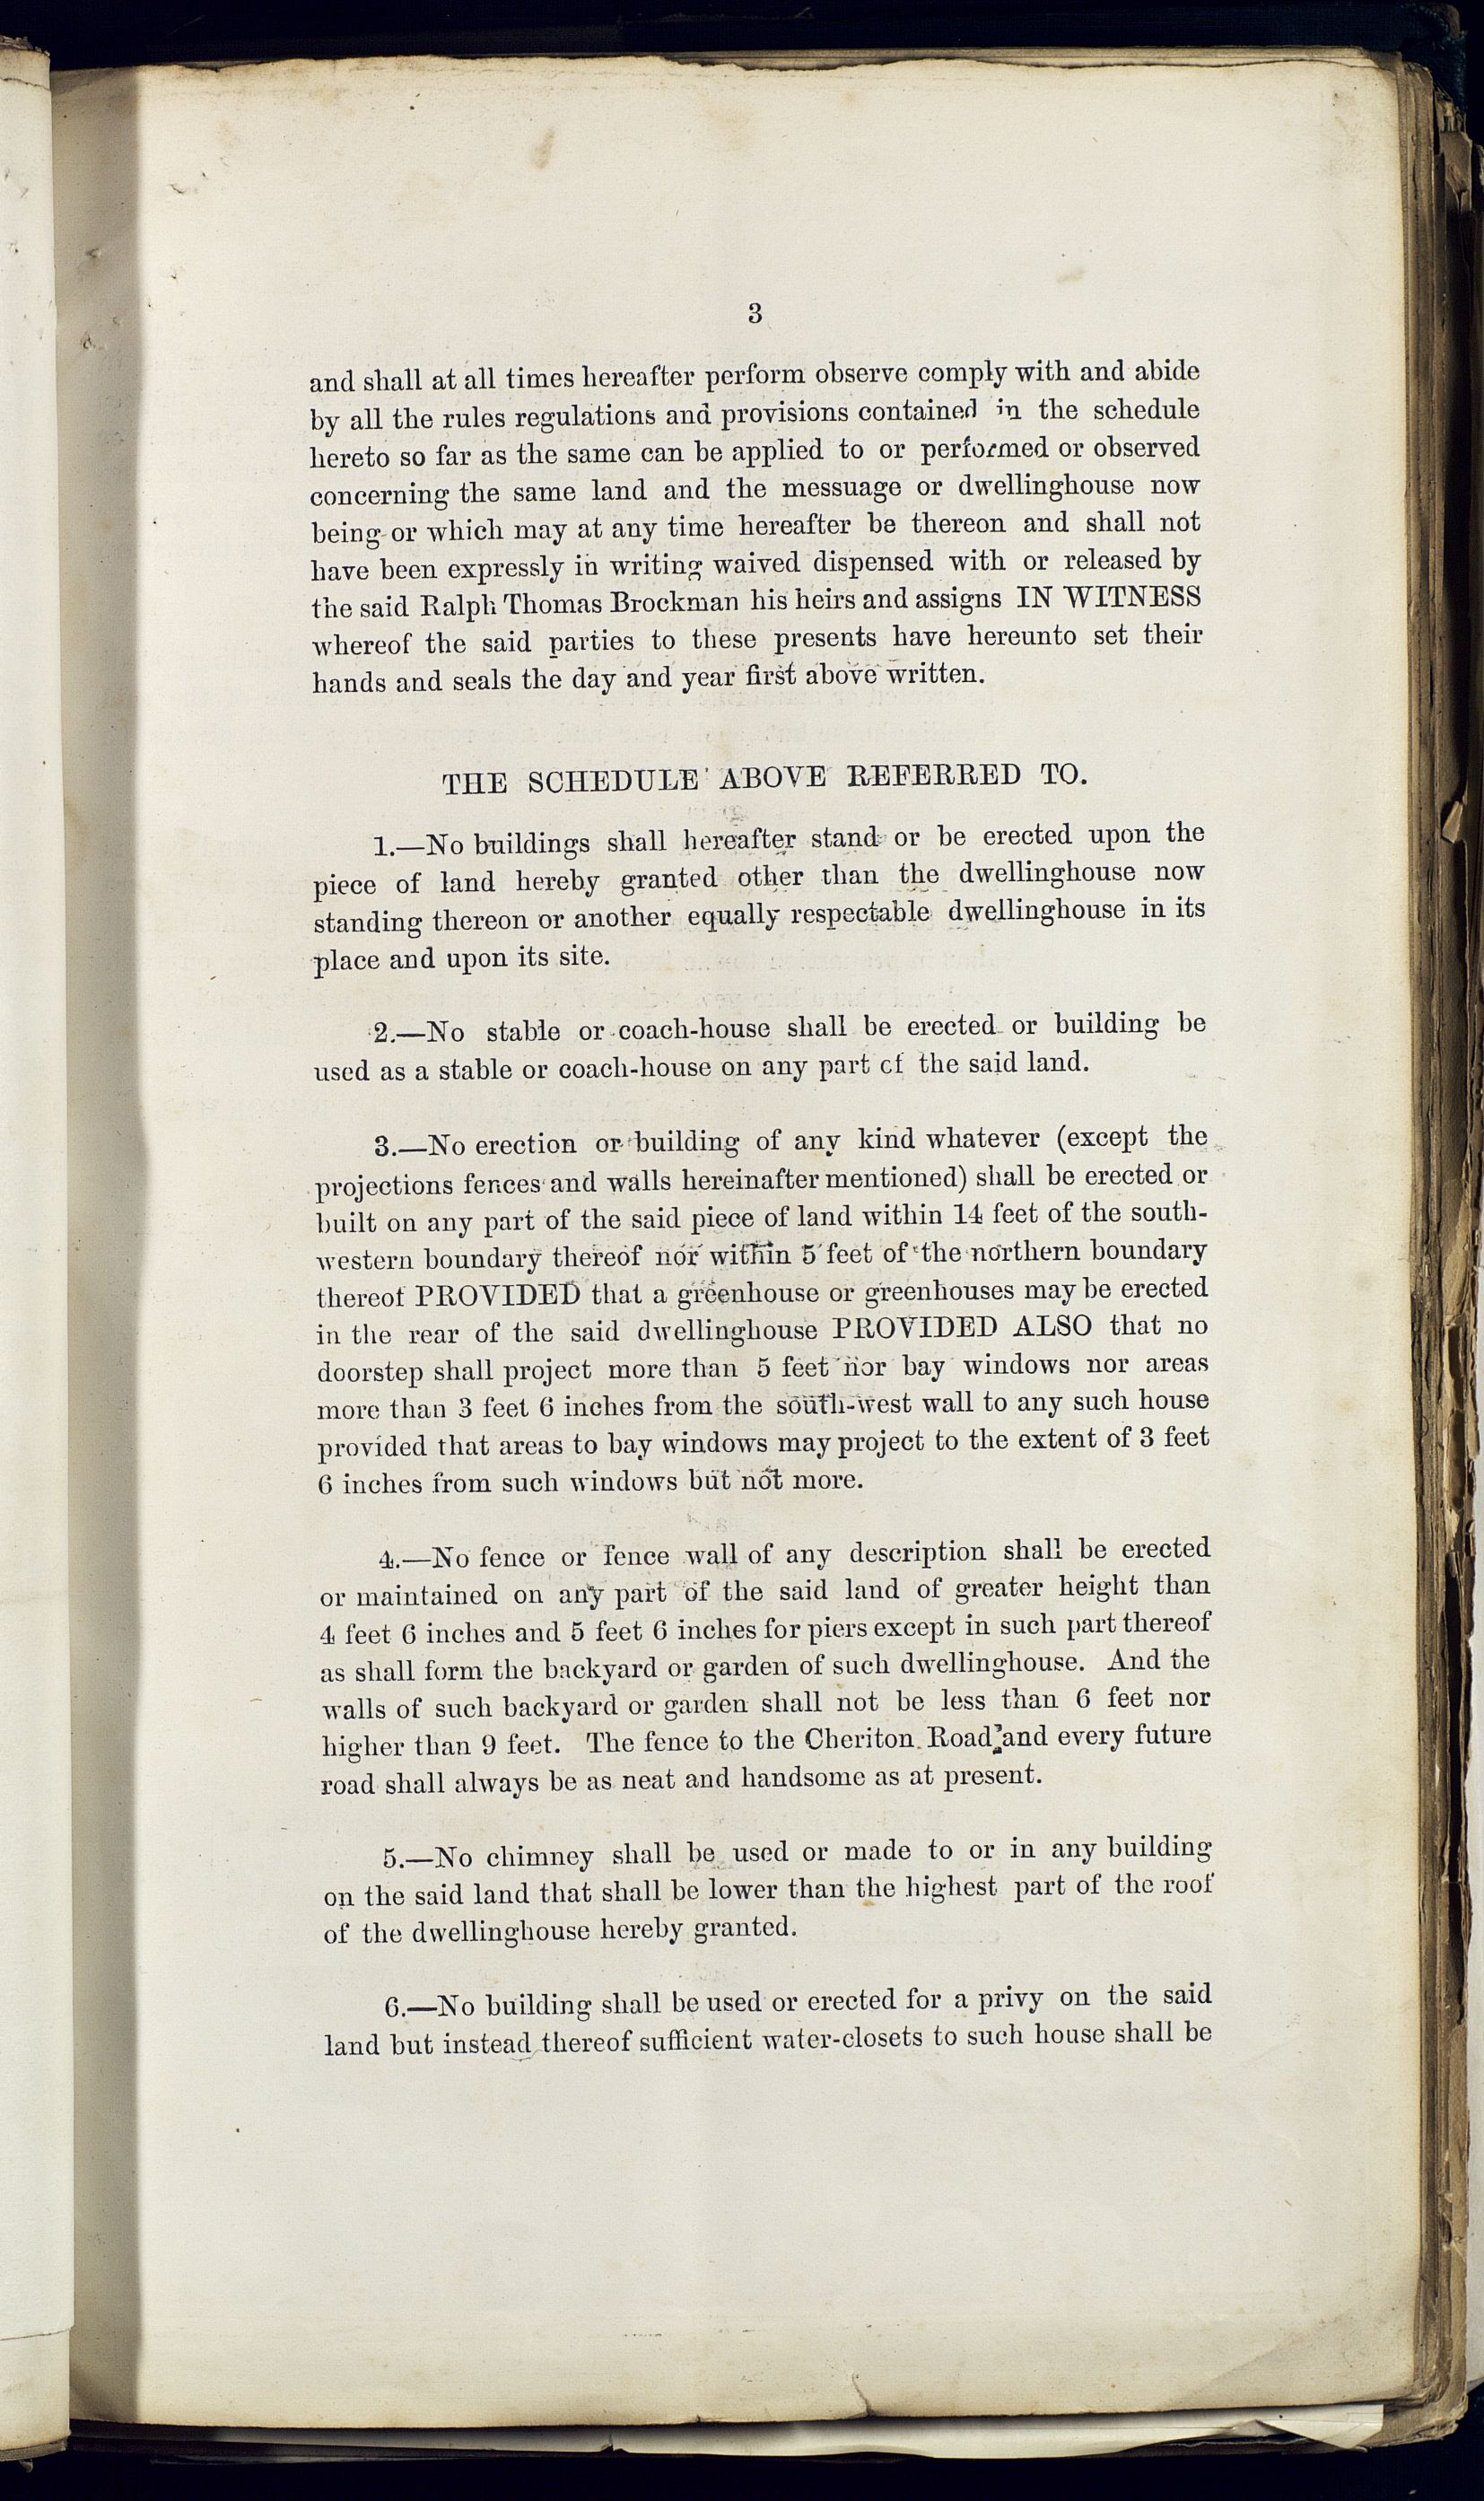 3
and shall at all times hereafter perform observe comply with and abide
by all the rules regulations and provisions contained in the schedule
hereto so far as the same can be applied to or performed or observed
concerning the same land and the messuage or dwellinghouse now
being or which may at any time hereafter be thereon and shall not
have been expressly in writing waived dispensed with or released by
the said Ralph Thomas Brockman his heirs and assigns IN WITNESS
whereof the said parties to these presents have hereunto set their
hands and seals the day and year first above written.
THE SCHEDULE ABOVE REFERRED TO.
1.—No buildings shall hereafter stand or be erected upon the
piece of land hereby granted other than the dwellinghouse now
standing thereon or another equally respectable dwellinghouse in its
place and upon its site.
2.—No stable or coach-house shall be erected or building be
used as a stable or coach-house on any part of the said land.
3.—No erection or building of any kind whatever (except the
projections fences and walls hereinafter mentioned) shall be erected or
built on any part of the said piece of land within 14 feet of the south-
western boundary thereof nor within 5 feet of the northern boundary
thereof PROVIDED that a greenhouse or greenhouses may be erected
in the rear of the said dwellinghouse PROVIDED ALSO that no
doorstep shall project more than 5 feet nor bay windows nor areas
more than 3 feet 6 inches from the south-west wall to any such house
provided that areas to bay windows may project to the extent of 3 feet
6 inches from such windows but not more.
4.—No fence or fence wall of any description shall be erected
or maintained on any part of the said land of greater height than
4 feet 6 inches and 5 feet 6 inches for piers except in such part thereof
as shall form the backyard or garden of such dwellinghouse. And the
walls of such backyard or garden shall not be less than 6 feet nor
higher than 9 feet. The fence to the Cheriton Road and every future
road shall always be as neat and handsome as at present.
5.—No chimney shall be used or made to or in any building
on the said land that shall be lower than the highest part of the roof
of the dwellinghouse hereby granted.
6.—No building shall be used or erected for a privy on the said
land but instead thereof sufficient water-closets to such house shall be